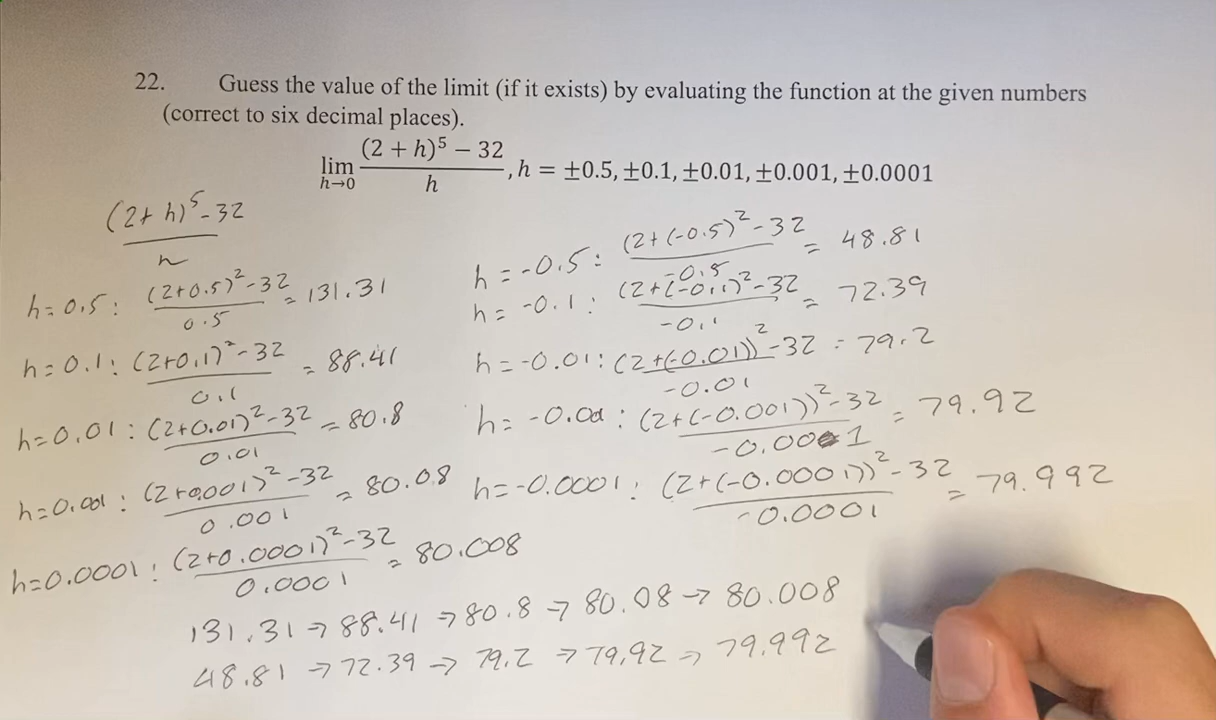 22. Guess the value of the limit (if it exists) by evaluating the function at the given numbers
(correct to six decimal places).
lim h→0 (2 + h)⁵ − 32 / h , h = ±0.5, ±0.1, ±0.01, ±0.001, ±0.0001
(2+h)⁵-32 / h
h=0.5: (2+0.5)²-32 / 0.5 = 131.31
h=0.1: (2+0.1)²-32 / 0.1 = 88.41
h=0.01: (2+0.01)²-32 / 0.01 = 80.8
h=0.001: (2+0.001)²-32 / 0.001 = 80.08
h=0.0001: (2+0.0001)²-32 / 0.0001 = 80.008
h=-0.5: (2+(-0.5)²-32 / -0.5 = 48.81
h=-0.1: (2+(-0.1)²-32 / -0.1 = 72.39
h=-0.01: (2+(-0.01))²-32 / -0.01 = 79.2
h=-0.001: (2+(-0.001))²-32 / -0.001 = 79.92
h=-0.0001: (2+(-0.0001))²-32 / -0.0001 = 79.992
131.31→88.41→80.8→80.08→80.008
48.81→72.39→79.2→79.92→79.992